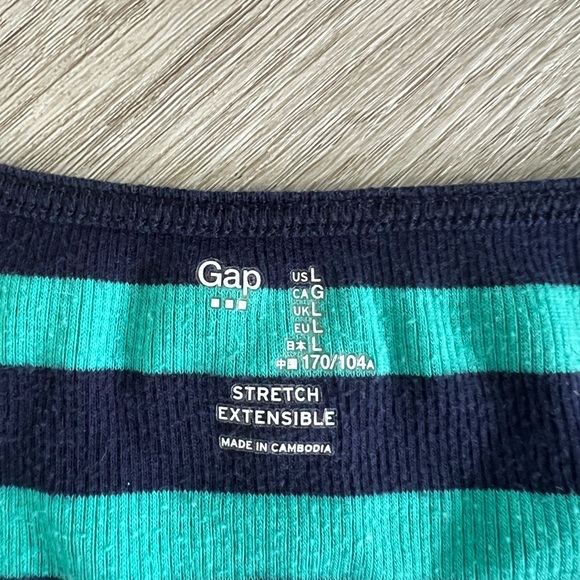 Gap
US L
CA G
UK L
EU L
日本 L
中国 170/104A
STRETCH
EXTENSIBLE
MADE IN CAMBODIA